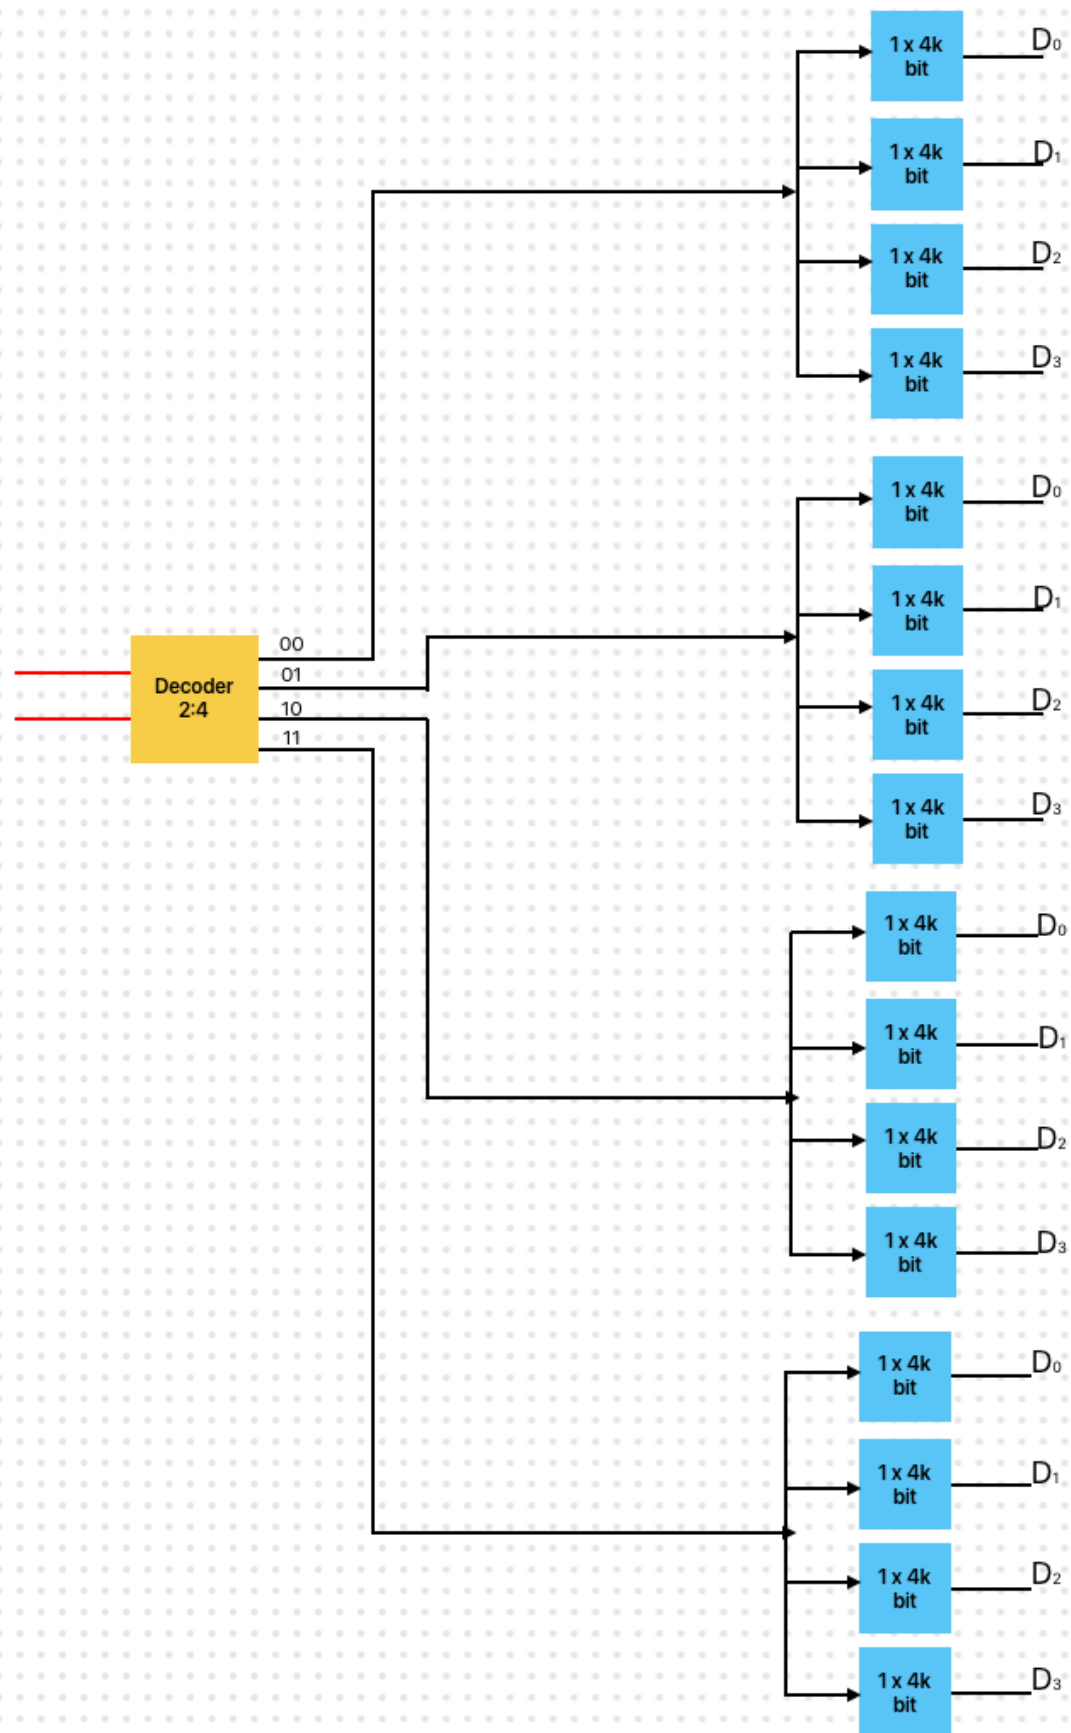 1 x 4k
bit
D₀
1 x 4k
bit
D₁
1 x 4k
bit
D₂
1 x 4k
bit
D₃
1 x 4k
bit
D₀
1 x 4k
bit
D₁
Decoder
2:4
00
01
10
11
1 x 4k
bit
D₂
1 x 4k
bit
D₃
1 x 4k
bit
D₀
1 x 4k
bit
D₁
1 x 4k
bit
D₂
1 x 4k
bit
D₃
1 x 4k
bit
D₀
1 x 4k
bit
D₁
1 x 4k
bit
D₂
1 x 4k
bit
D₃